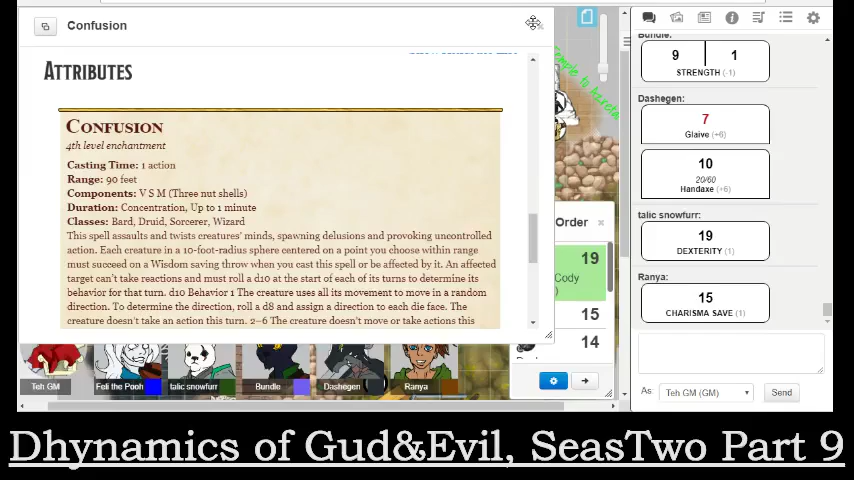 Confusion
ATTRIBUTES
CONFUSION
4th level enchantment
Casting Time: 1 action
Range: 90 feet
Components: V S M (Three nut shells)
Duration: Concentration, Up to 1 minute
Classes: Bard, Druid, Sorcerer, Wizard
This spell assaults and twists creatures' minds, spawning delusions and provoking uncontrolled
action. Each creature in a 10-foot-radius sphere centered on a point you choose within range
must succeed on a Wisdom saving throw when you cast this spell or be affected by it. An affected
target can't take reactions and must roll a d10 at the start of each of its turns to determine its
behavior for that turn. d10 Behavior 1 The creature uses all its movement to move in a random
direction. To determine the direction, roll a d8 and assign a direction to each die face. The
creature doesn't take an action this turn. 2–6 The creature doesn't move or take actions this
Temple to
Order
19
Cody
)
15
14
Teh GM
Feli the Pooh
talic snowfurr
Bundle
Dashegen
Ranya
Bundle:
9 1
STRENGTH (-1)
Dashegen:
7
Glaive (+6)
10
20/60
Handaxe (+6)
talic snowfurr:
19
DEXTERITY (1)
Ranya:
15
CHARISMA SAVE (1)
As:
Teh GM (GM)
Send
Dhynamics of Gud&Evil, SeasTwo Part 9